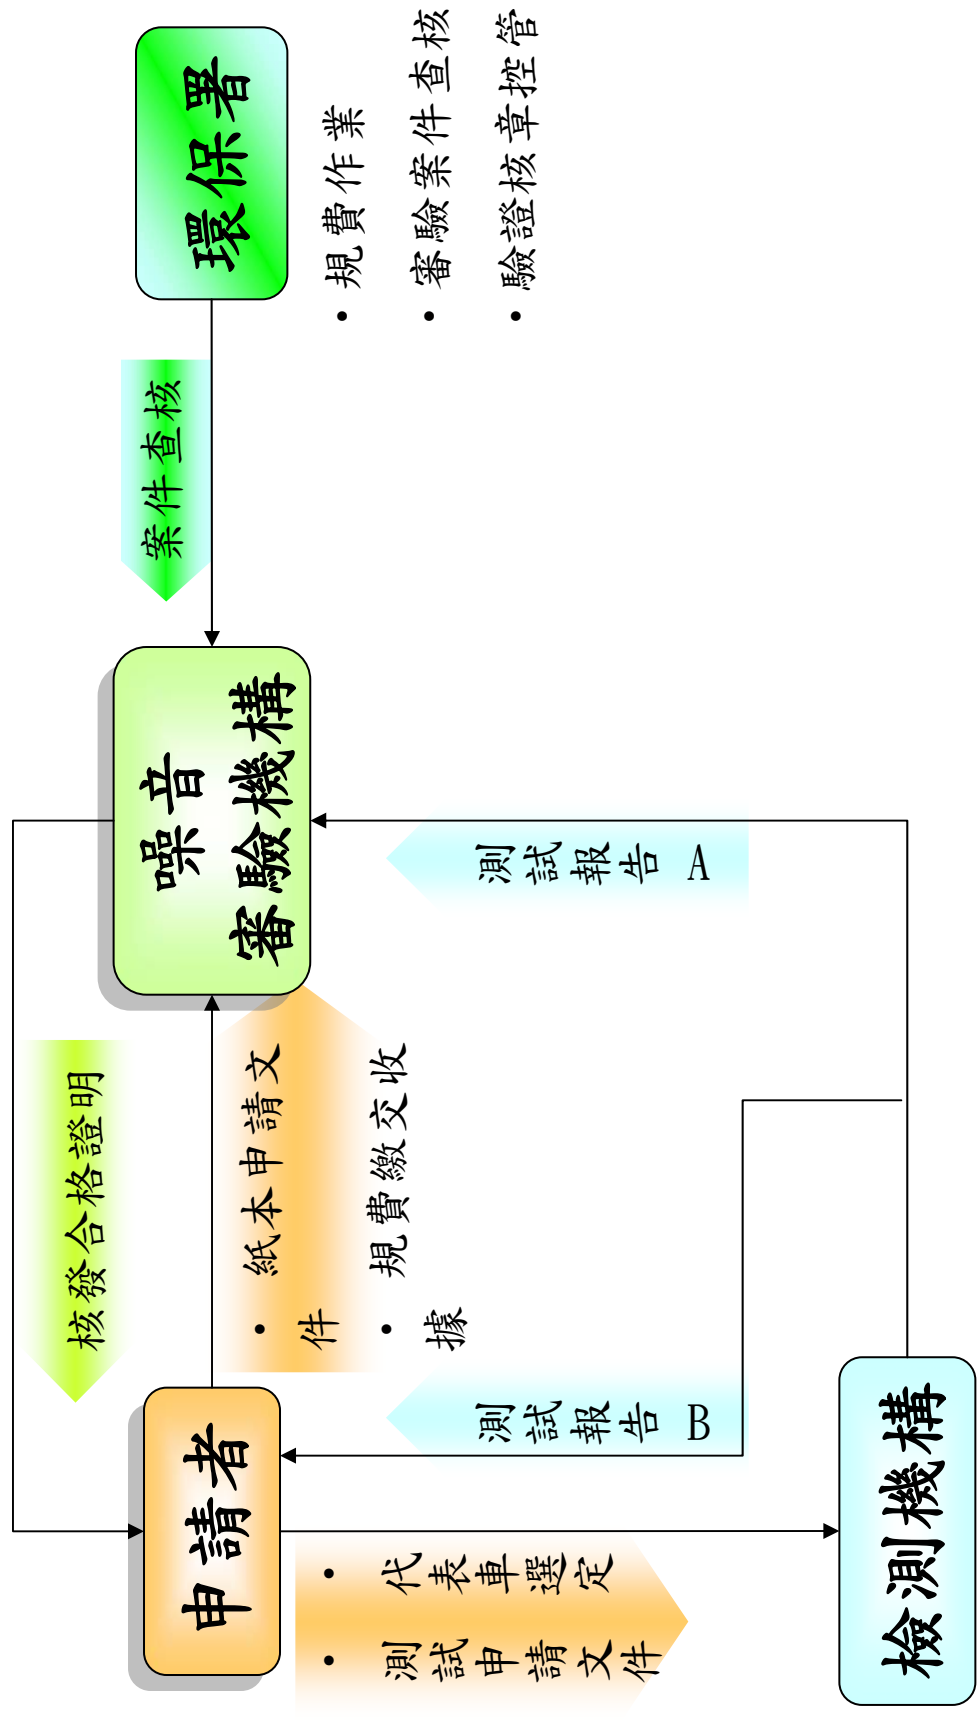 核發合格證明
案件查核
申請者
噪音
審驗機構
環保署
• 紙本申請文
件
• 規費繳交收
據
• 規費作業
• 審驗案件查核
• 驗證核章控管
• 代表車選定
• 測試申請文件
測試報告 B
測試報告 A
檢測機構